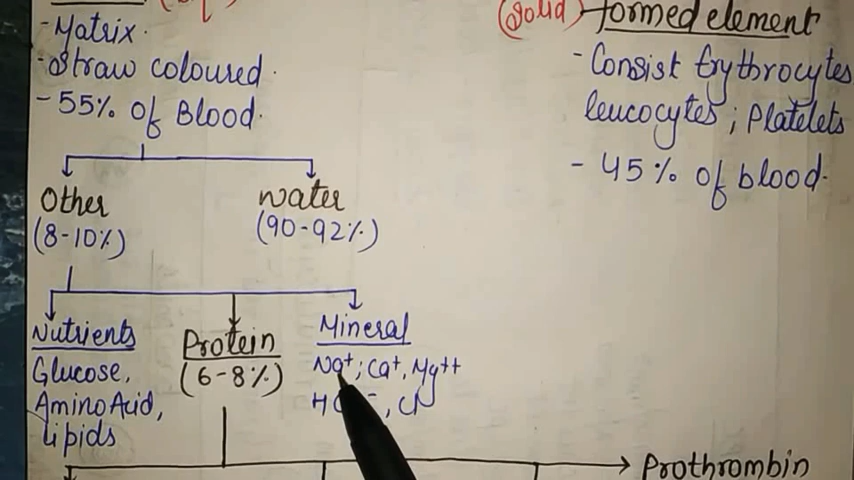 (Solid) formed element
- Matrix.
- Straw coloured.
- 55% Of Blood.
- Consist Erythrocytes
leucocytes; Platelets
- 45% of blood.
Other
(8-10%)
water
(90-92%)
Nutrients
Glucose,
Amino Acid,
Lipids
Protein
(6-8%)
Mineral
Na+; Ca+, Mg++
Prothrombin